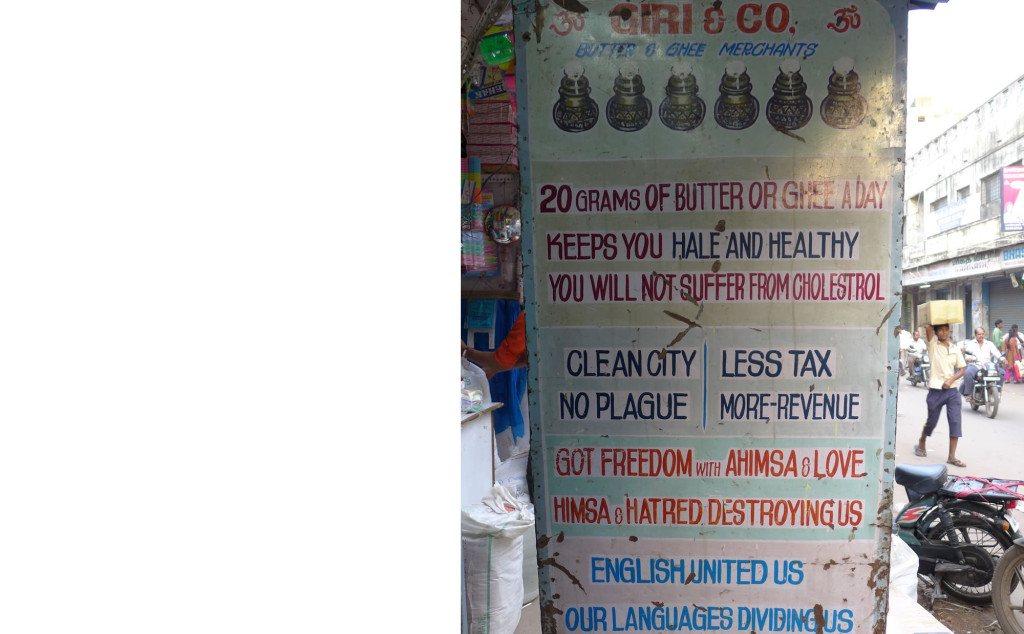 ॐ GIRI & CO, ॐ
BUTTER & GHEE MERCHANTS
20 GRAMS OF BUTTER OR GHEE A DAY
KEEPS YOU HALE AND HEALTHY
YOU WILL NOT SUFFER FROM CHOLESTROL
CLEAN CITY | LESS TAX
NO PLAGUE | MORE-REVENUE
GOT FREEDOM WITH AHIMSA & LOVE
HIMSA & HATRED DESTROYING US
ENGLISH UNITED US
OUR LANGUAGES DIVIDING US